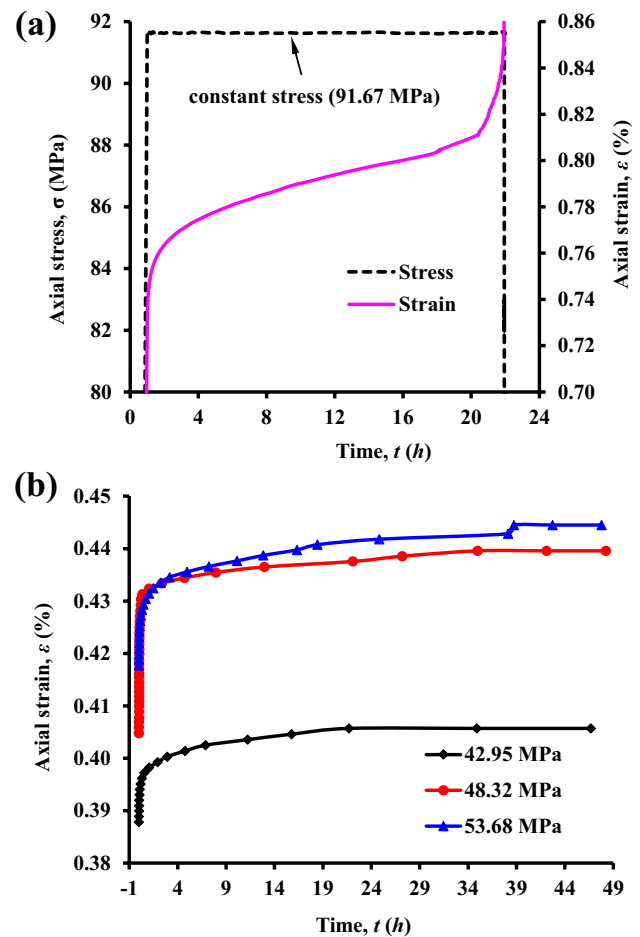 (a)
92
90
88
86
84
82
80
Axial stress, σ (MPa)
0.86
0.84
0.82
0.80
0.78
0.76
0.74
0.72
0.70
Axial strain, ε (%)
constant stress (91.67 MPa)
Stress
Strain
0 4 8 12 16 20 24
Time, t (h)
(b)
0.45
0.44
0.43
0.42
0.41
0.40
0.39
0.38
Axial strain, ε (%)
42.95 MPa
48.32 MPa
53.68 MPa
-1 4 9 14 19 24 29 34 39 44 49
Time, t (h)